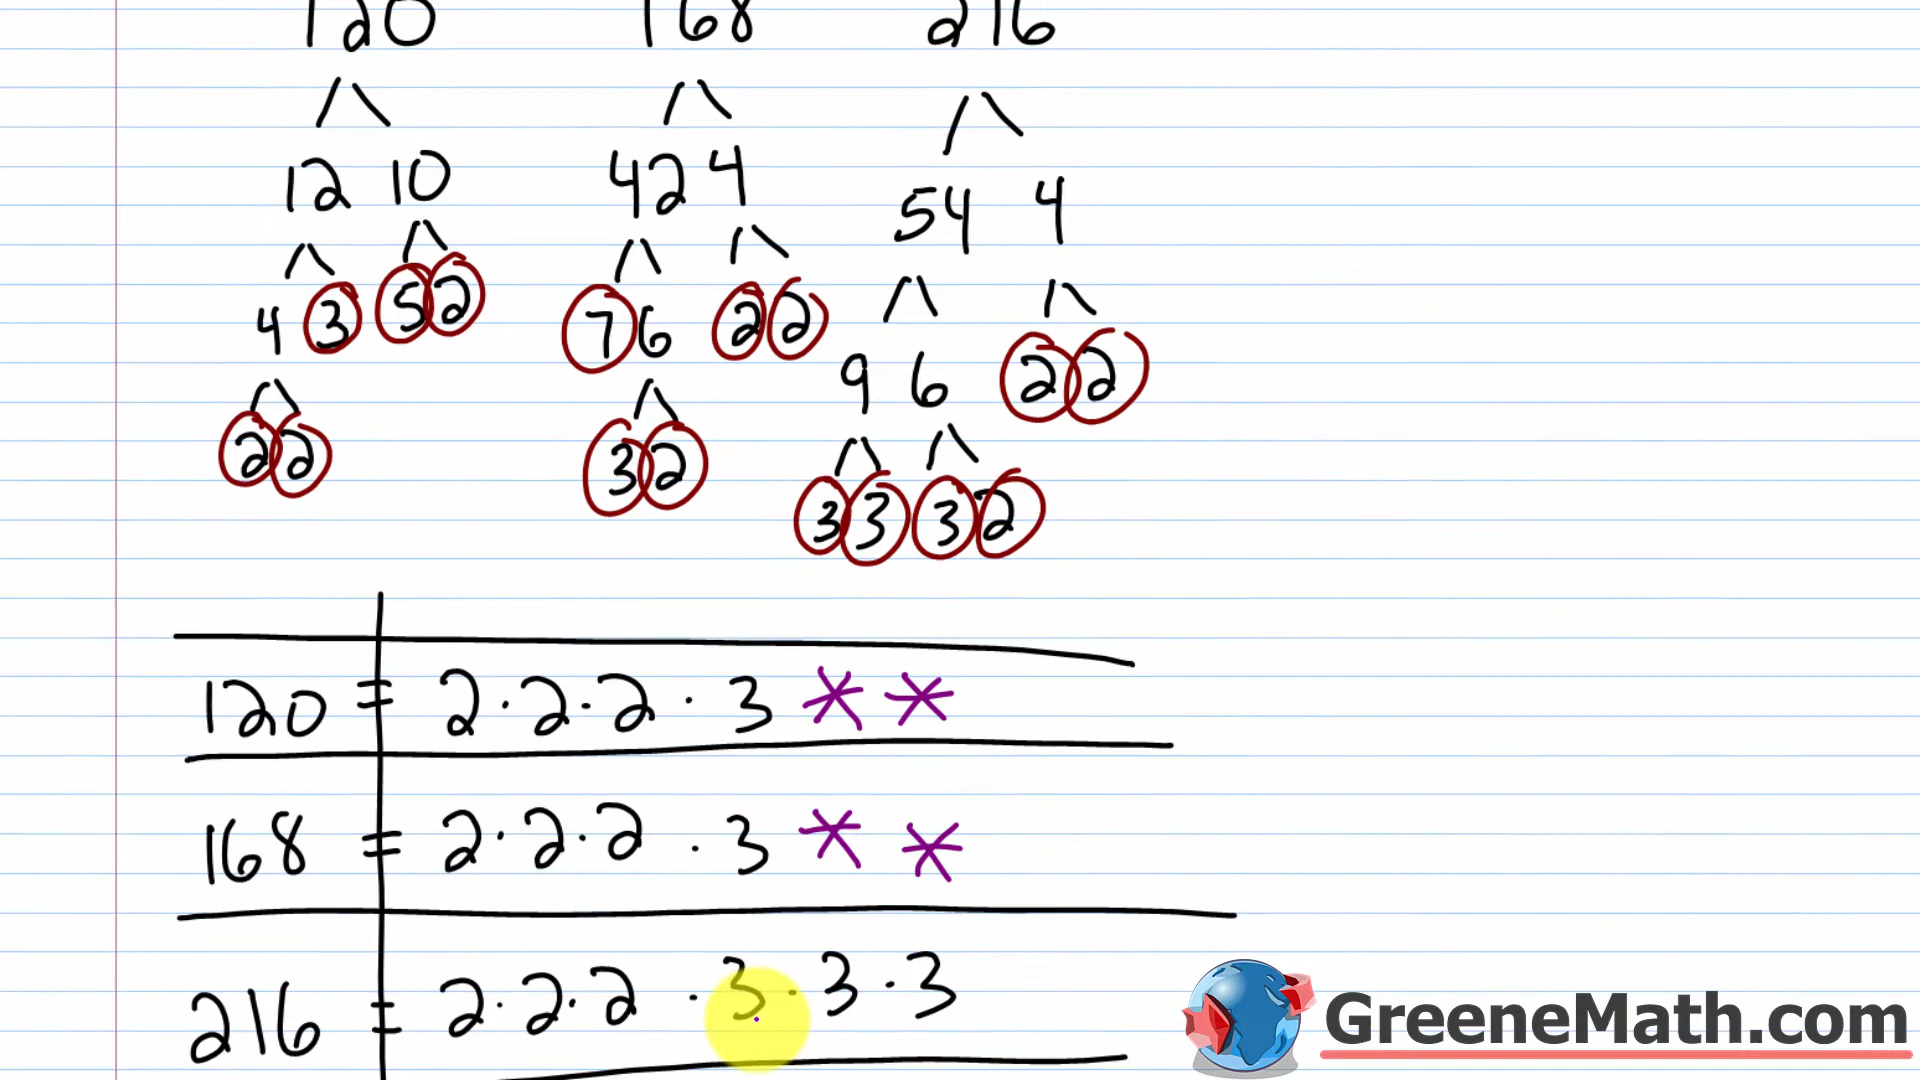 120 168 216
12 10 42 4 54 4
4 3 5 2 7 6 2 2 9 6 2 2
2 2 3 2 3 3 3 2
120 = 2 · 2 · 2 · 3 * *
168 = 2 · 2 · 2 · 3 * *
216 = 2 · 2 · 2 · 3 · 3 · 3
GreeneMath.com